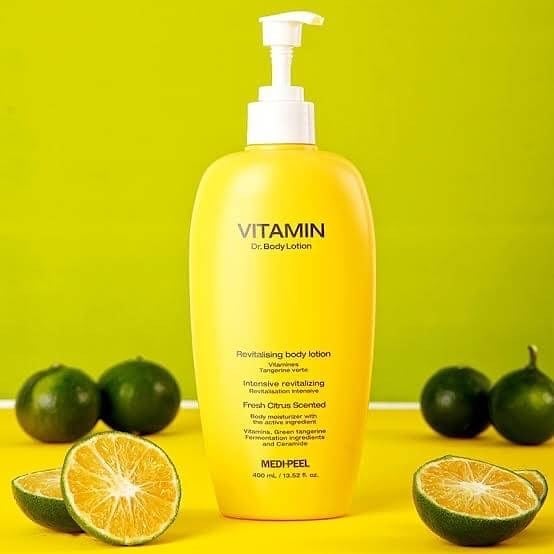 VITAMIN
Dr. Body Lotion
Revitalising body lotion
Vitamines
Tangerine verte
Intensive revitalizing
Revitalisation intensive
Fresh Citrus Scented
Body moisturizer with
the active ingredient
Vitamins, Green tangerine
Fermentation ingredients
and Ceramide
MEDI-PEEL
400 mL / 13.52 fl. oz.